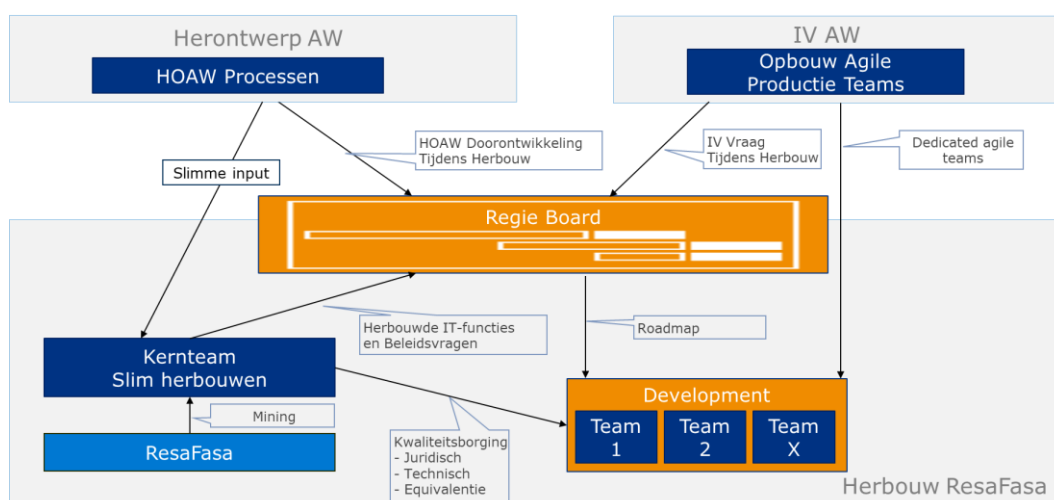 Herontwerp AW
HOAW Processen
IV AW
Opbouw Agile
Productie Teams
HOAW Doorontwikkeling
Tijdens Herbouw
IV Vraag
Tijdens Herbouw
Dedicated agile
teams
Slimme input
Regie Board
Herbouwde IT-functies
en Beleidsvragen
Roadmap
Kernteam
Slim herbouwen
Mining
ResaFasa
Kwaliteitsborging
- Juridisch
- Technisch
- Equivalentie
Development
Team
1
Team
2
Team
X
Herbouw ResaFasa